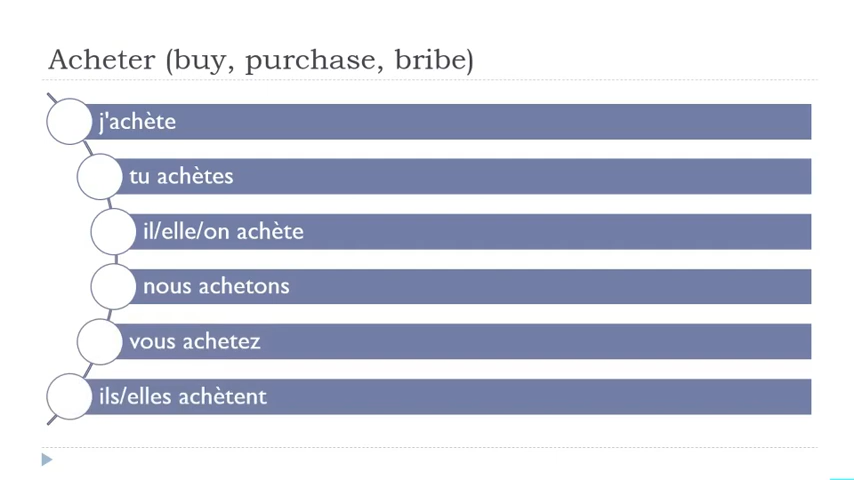 Acheter (buy, purchase, bribe)
j'achète
tu achètes
il/elle/on achète
nous achetons
vous achetez
ils/elles achètent